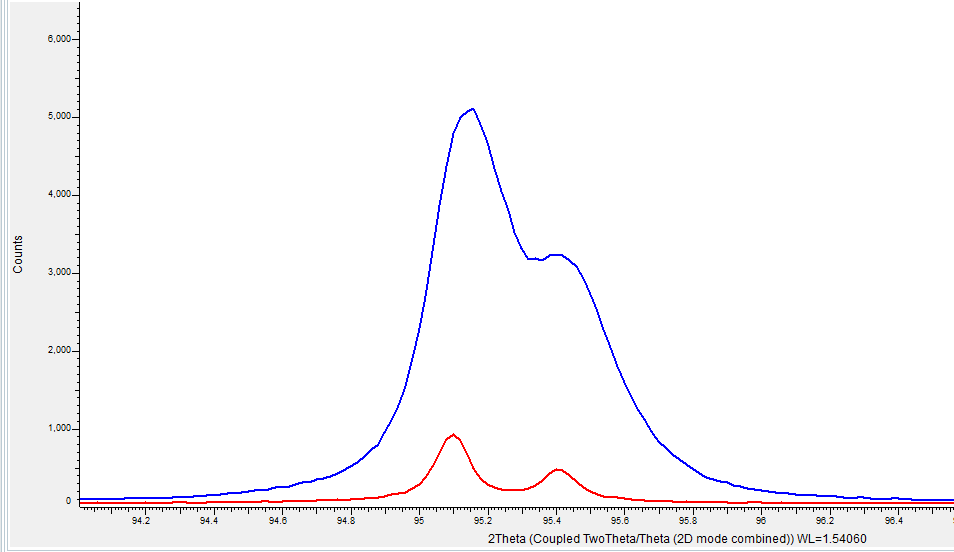 6,000
5,000
4,000
3,000
2,000
1,000
0
Counts
94.2 94.4 94.6 94.8 95 95.2 95.4 95.6 95.8 96 96.2 96.4
2Theta (Coupled TwoTheta/Theta (2D mode combined)) WL=1.54060